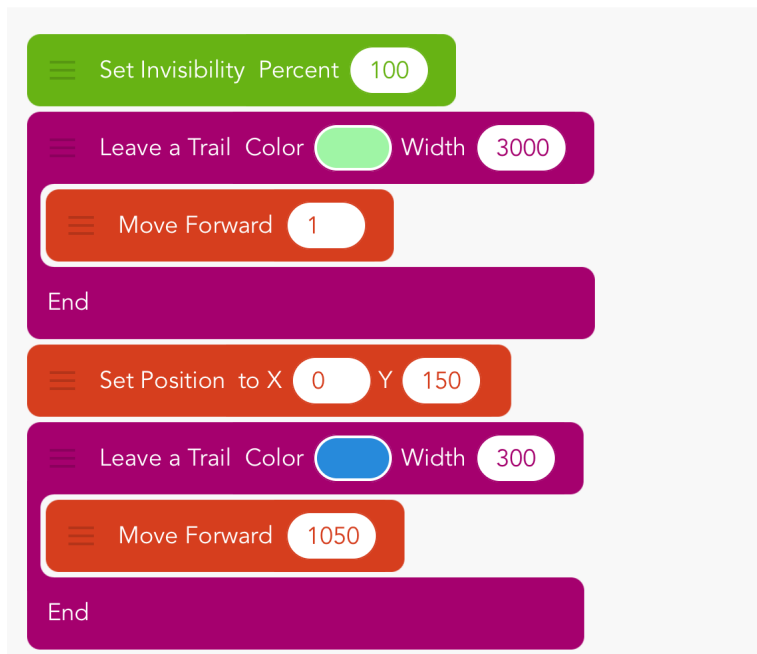 Set Invisibility Percent 100
Leave a Trail Color Width 3000
Move Forward 1
End
Set Position to X 0 Y 150
Leave a Trail Color Width 300
Move Forward 1050
End